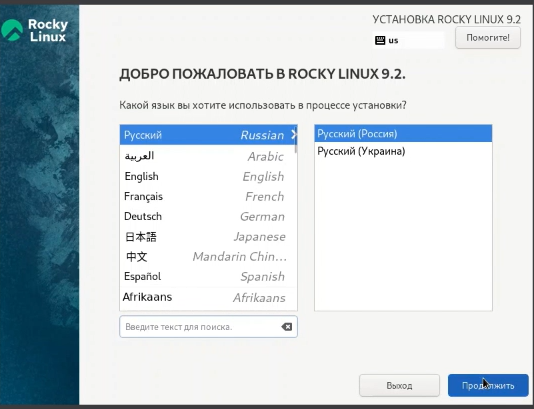 Rocky
Linux
УСТАНОВКА ROCKY LINUX 9.2
us
Помогите!
ДОБРО ПОЖАЛОВАТЬ В ROCKY LINUX 9.2.
Какой язык вы хотите использовать в процессе установки?
Русский Russian
العربية Arabic
English English
Français French
Deutsch German
日本語 Japanese
中文 Mandarin Chin...
Español Spanish
Afrikaans Afrikaans
Русский (Россия)
Русский (Украина)
Введите текст для поиска.
Выход
Продолжить